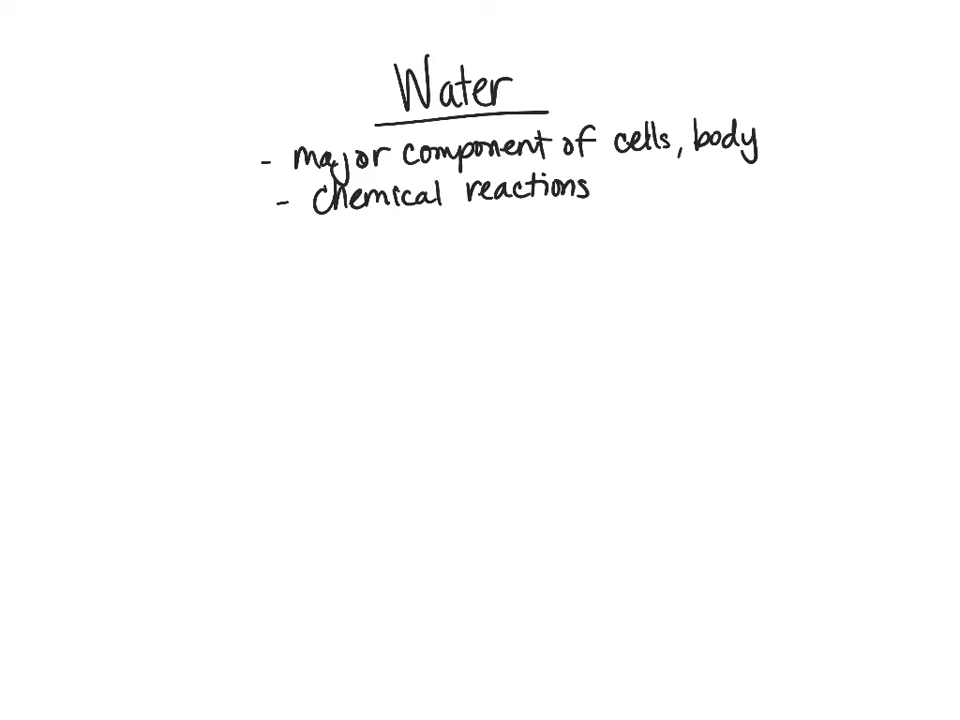 Water
- major component of cells, body
- chemical reactions